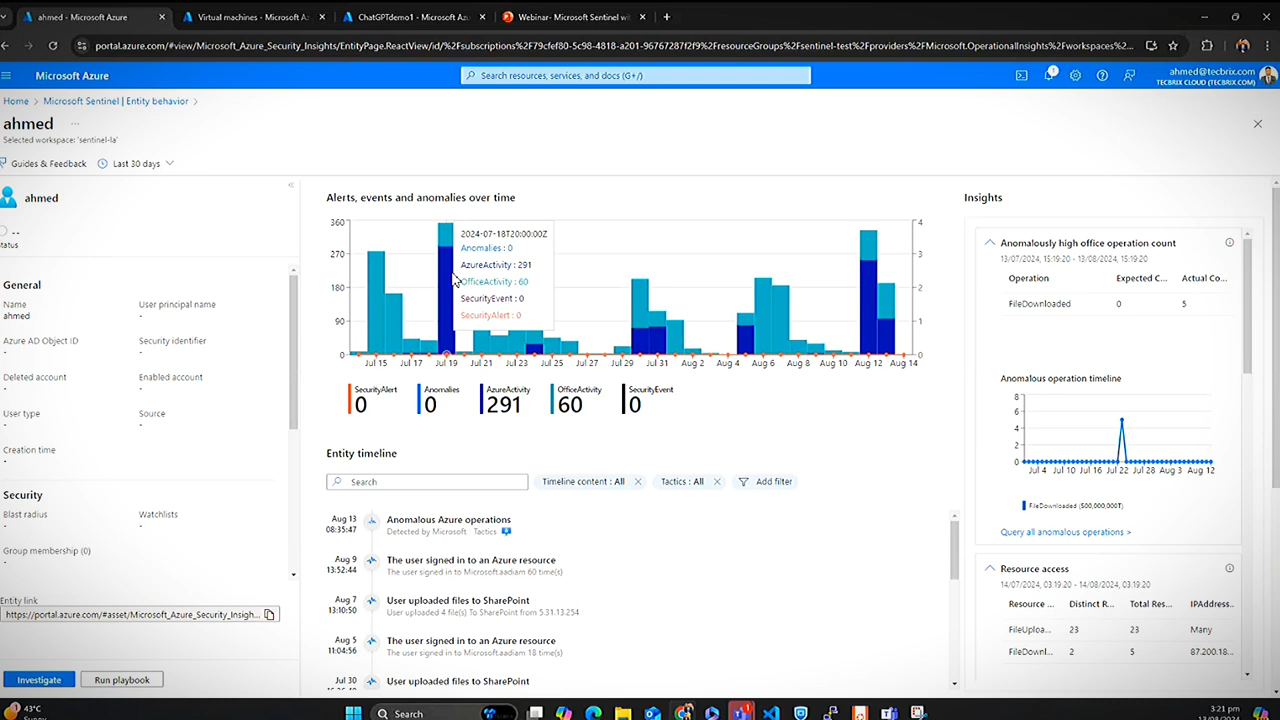 ahmed - Microsoft Azure
Virtual machines - Microsoft Az
ChatGPTdemo1 - Microsoft Az
Webinar- Microsoft Sentinel wi
portal.azure.com/#view/Microsoft_Azure_Security_Insights/EntityPage.ReactView/id/%2Fsubscriptions%2F79cfef80-5c98-4818-a201-96767287f2f9%2FresourceGroups%2Fsentinel-test%2Fproviders%2FMicrosoft.OperationalInsights%2Fworkspaces%2...
Microsoft Azure
Search resources, services, and docs (G+/)
1
ahmed@tecbrix.com
TECBRIX CLOUD (TECBRIX.COM)
Home > Microsoft Sentinel | Entity behavior >
ahmed ...
Selected workspace: 'sentinel-la'
Guides & Feedback
Last 30 days
ahmed
--
Status
General
Name
User principal name
ahmed
-
Azure AD Object ID
Security identifier
-
-
Deleted account
Enabled account
-
-
User type
Source
-
-
Creation time
-
Security
Blast radius
Watchlists
-
-
Group membership (0)
-
Entity link
https://portal.azure.com/#asset/Microsoft_Azure_Security_Insigh...
Investigate
Run playbook
Alerts, events and anomalies over time
360
270
180
90
0
4
3
2
1
0
2024-07-18T20:00:00Z
Anomalies : 0
AzureActivity : 291
OfficeActivity : 60
SecurityEvent : 0
SecurityAlert : 0
Jul 15 Jul 17 Jul 19 Jul 21 Jul 23 Jul 25 Jul 27 Jul 29 Jul 31 Aug 2 Aug 4 Aug 6 Aug 8 Aug 10 Aug 12 Aug 14
SecurityAlert
0
Anomalies
0
AzureActivity
291
OfficeActivity
60
SecurityEvent
0
Entity timeline
Search
Timeline content : All
Tactics : All
Add filter
Aug 13
08:35:47
Anomalous Azure operations
Detected by Microsoft Tactics
Aug 9
13:52:44
The user signed in to an Azure resource
The user signed in to Microsoft.aadiam 60 time(s)
Aug 7
13:10:50
User uploaded files to SharePoint
User uploaded 4 file(s) To SharePoint from 5.31.13.254
Aug 5
11:04:56
The user signed in to an Azure resource
The user signed in to Microsoft.aadiam 18 time(s)
Jul 30
User uploaded files to SharePoint
Insights
Anomalously high office operation count
13/07/2024, 15:19:20 - 13/08/2024, 15:19:20
Operation
Expected C...
Actual Co...
FileDownloaded
0
5
Anomalous operation timeline
8
6
4
2
0
Jul 4 Jul 10 Jul 16 Jul 22 Jul 28 Aug 3 Aug 12
FileDownloaded (500,000,000T)
Query all anomalous operations >
Resource access
14/07/2024, 03:19:20 - 14/08/2024, 03:19:20
Resource ...
Distinct R...
Total Res...
IPAddress...
FileUploa...
23
23
Many
FileDownl...
2
5
87.200.18...
43°C
Sunny
Search
3:21 pm
13/08/2024